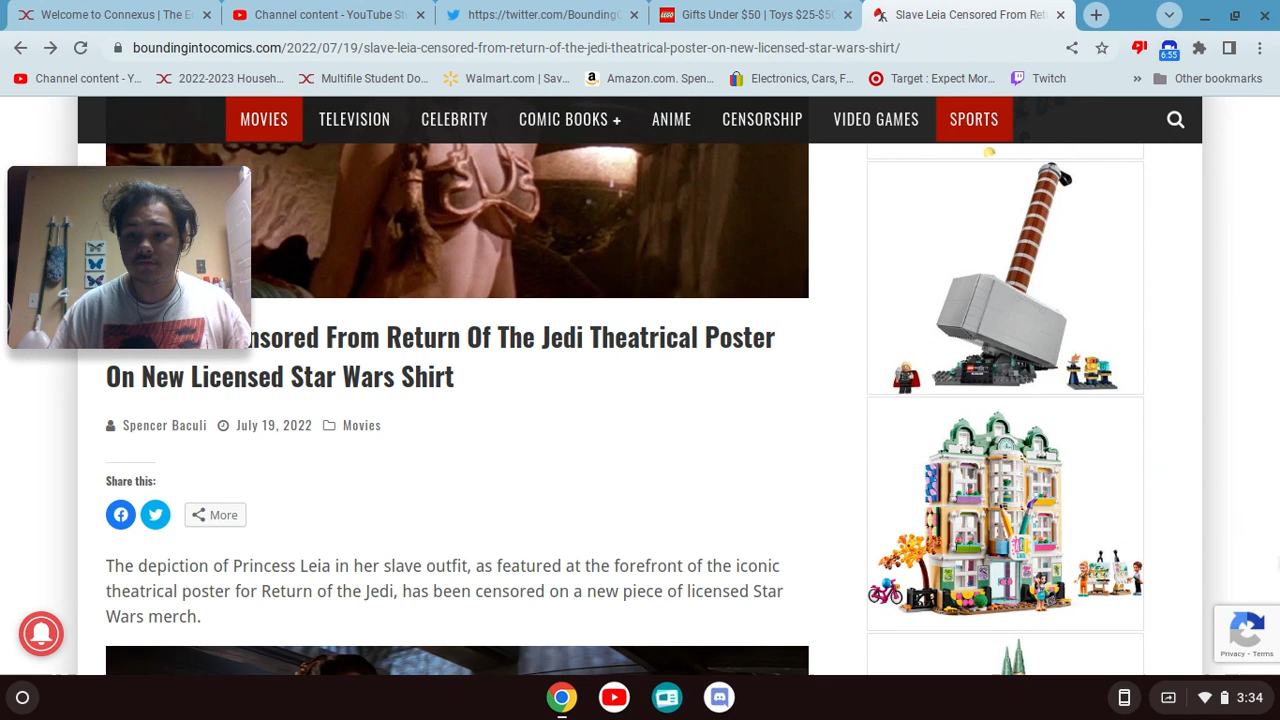 Welcome to Connexus | The E
Channel content - YouTube St
https://twitter.com/BoundingC
Gifts Under $50 | Toys $25-$5
Slave Leia Censored From Ret
boundingintocomics.com/2022/07/19/slave-leia-censored-from-return-of-the-jedi-theatrical-poster-on-new-licensed-star-wars-shirt/
6:55
Channel content - Y...
2022-2023 Househ...
Multifile Student Do...
Walmart.com | Sav...
Amazon.com. Spen...
Electronics, Cars, F...
Target : Expect Mor...
Twitch
»
Other bookmarks
MOVIES
TELEVISION
CELEBRITY
COMIC BOOKS +
ANIME
CENSORSHIP
VIDEO GAMES
SPORTS
nsored From Return Of The Jedi Theatrical Poster
On New Licensed Star Wars Shirt
Spencer Baculi
July 19, 2022
Movies
Share this:
More
The depiction of Princess Leia in her slave outfit, as featured at the forefront of the iconic
theatrical poster for Return of the Jedi, has been censored on a new piece of licensed Star
Wars merch.
Privacy - Terms
3:34